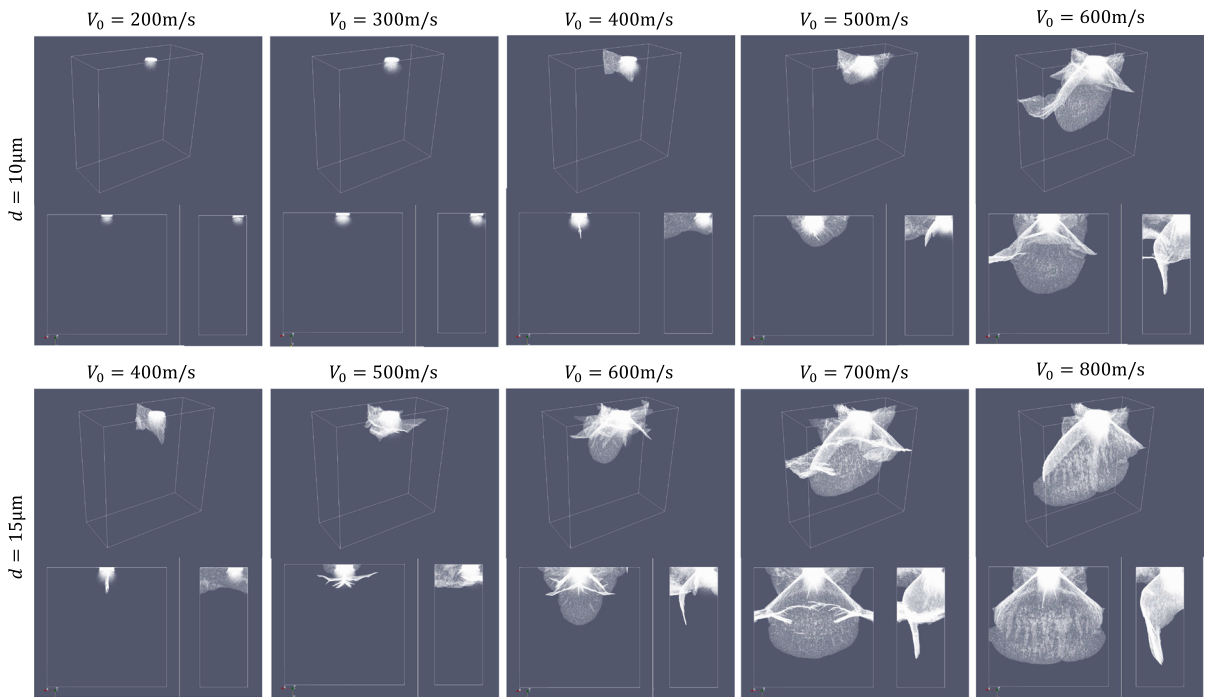 V₀ = 200m/s
V₀ = 300m/s
V₀ = 400m/s
V₀ = 500m/s
V₀ = 600m/s
d = 10μm
V₀ = 400m/s
V₀ = 500m/s
V₀ = 600m/s
V₀ = 700m/s
V₀ = 800m/s
d = 15μm